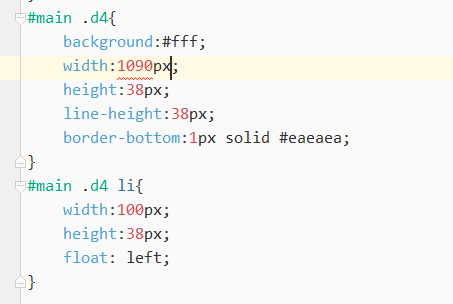 #main .d4{
background:#fff;
width:1090px;
height:38px;
line-height:38px;
border-bottom:1px solid #eaeaea;
}
#main .d4 li{
width:100px;
height:38px;
float: left;
}